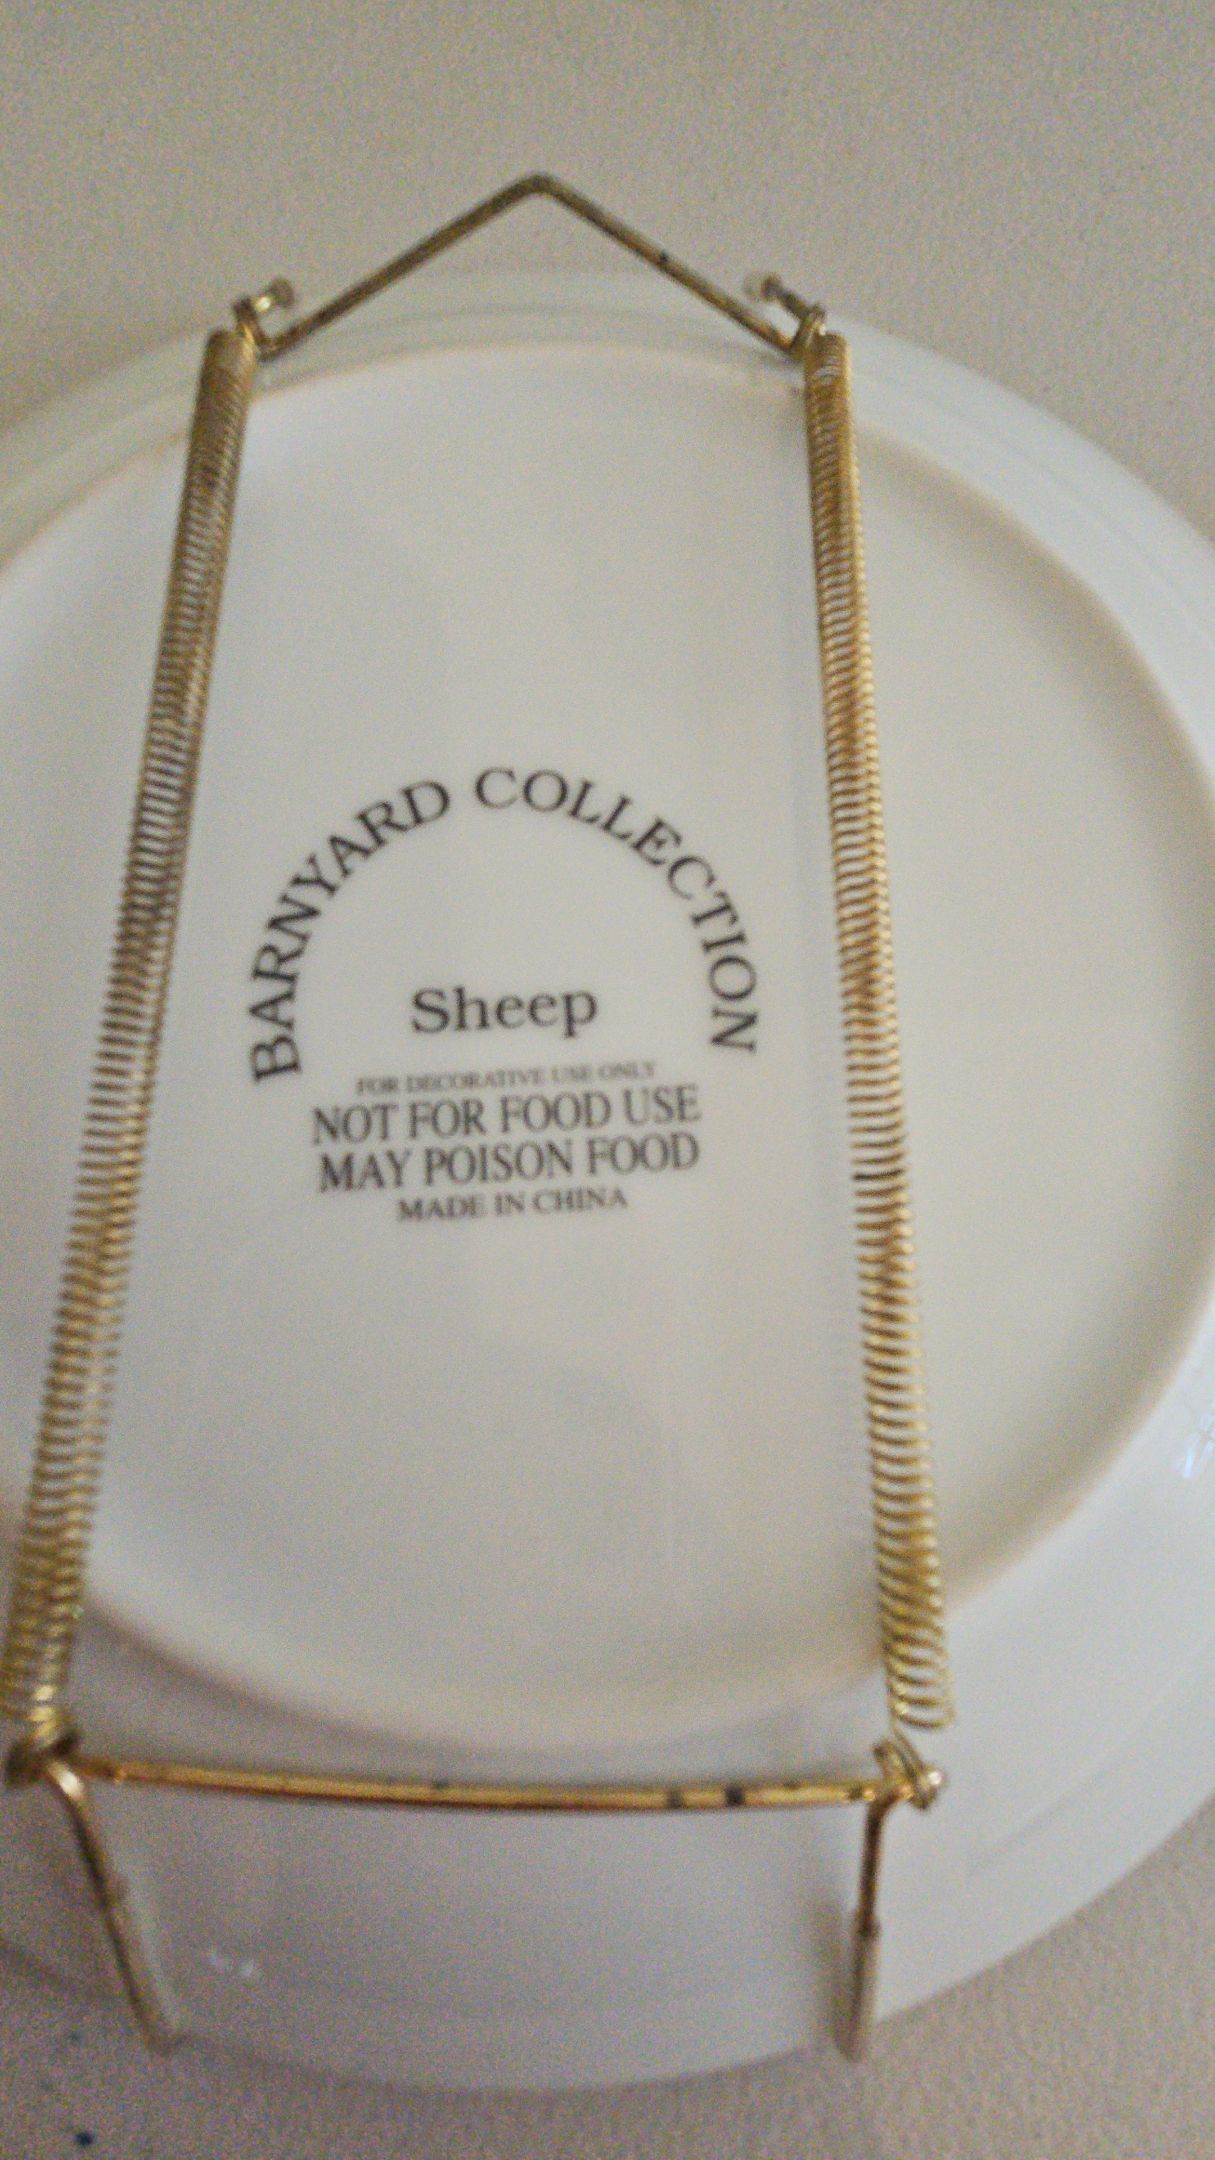 BARNYARD COLLECTION
Sheep
FOR DECORATIVE USE ONLY
NOT FOR FOOD USE
MAY POISON FOOD
MADE IN CHINA